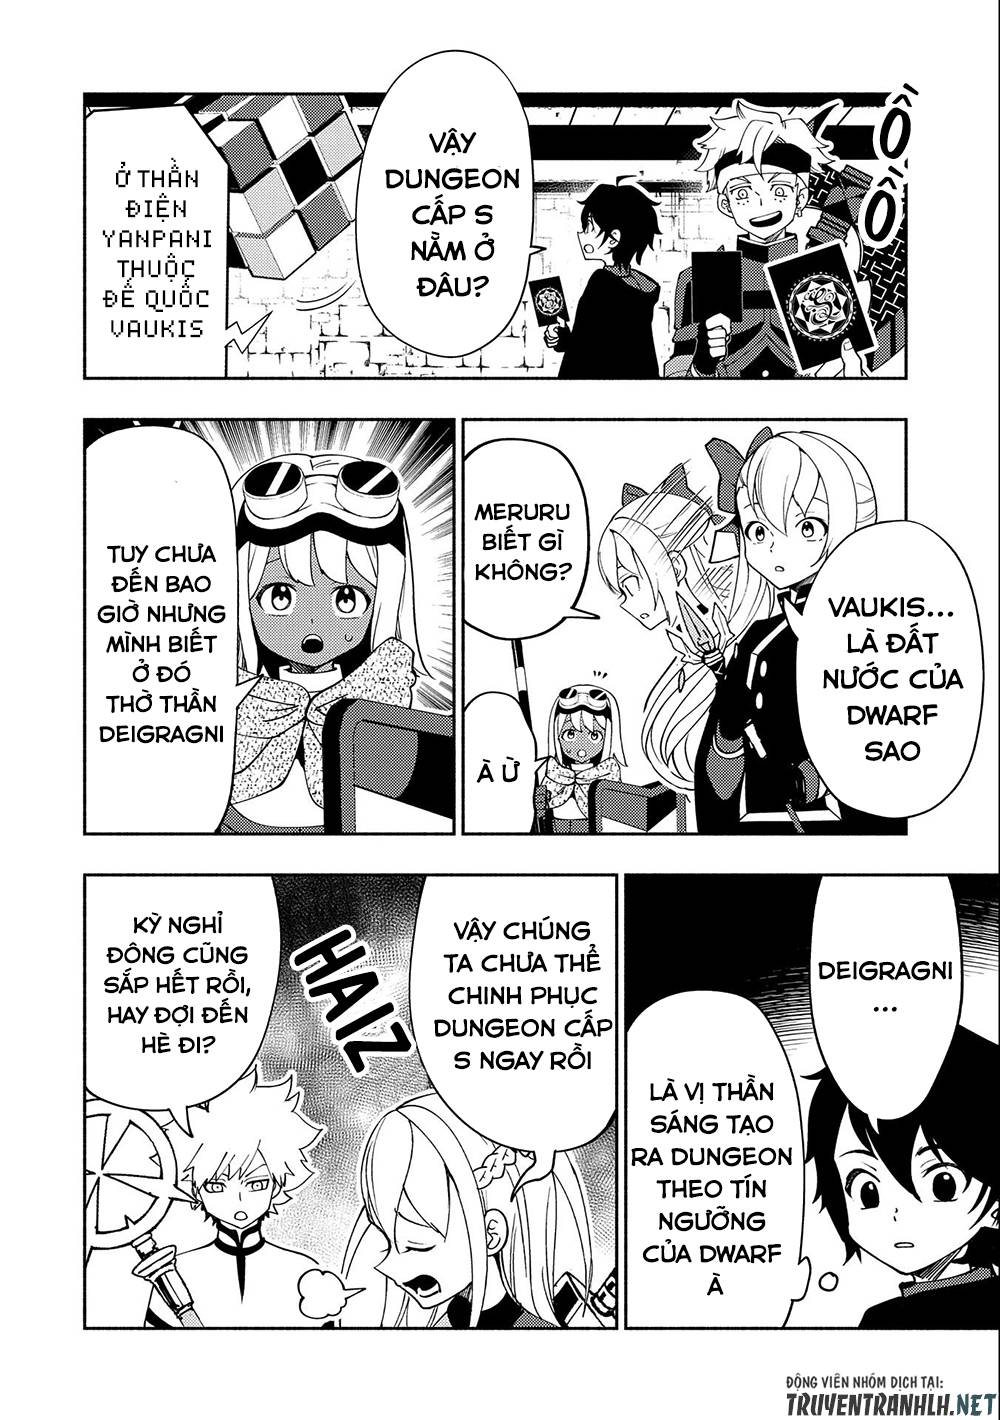 ỒỒ
VẬY
DUNGEON
CẤP S
NẰM Ở
ĐÂU?
Ở THẦN
ĐIỆN
YANPANI
THUỘC
ĐẾ QUỐC
VAUKIS
VAUKIS...
LÀ ĐẤT
NƯỚC CỦA
DWARF
SAO
MERURU
BIẾT GÌ
KHÔNG?
À Ừ
TUY CHƯA
ĐẾN BAO
GIỜ NHƯNG
MÌNH BIẾT
Ở ĐÓ
THỜ THẦN
DEIGRAGNI
DEIGRAGNI
...
LÀ VỊ THẦN
SÁNG TẠO
RA DUNGEON
THEO TÍN
NGƯỠNG
CỦA DWARF
À
VẬY CHÚNG
TA CHƯA THỂ
CHINH PHỤC
DUNGEON CẤP
S NGAY RỒI
HAIZ
KỲ NGHỈ
ĐÔNG CŨNG
SẮP HẾT RỒI,
HAY ĐỢI ĐẾN
HÈ ĐI?
ĐỘNG VIÊN NHÓM DỊCH TẠI:
TRUYENTRANHLH.NET